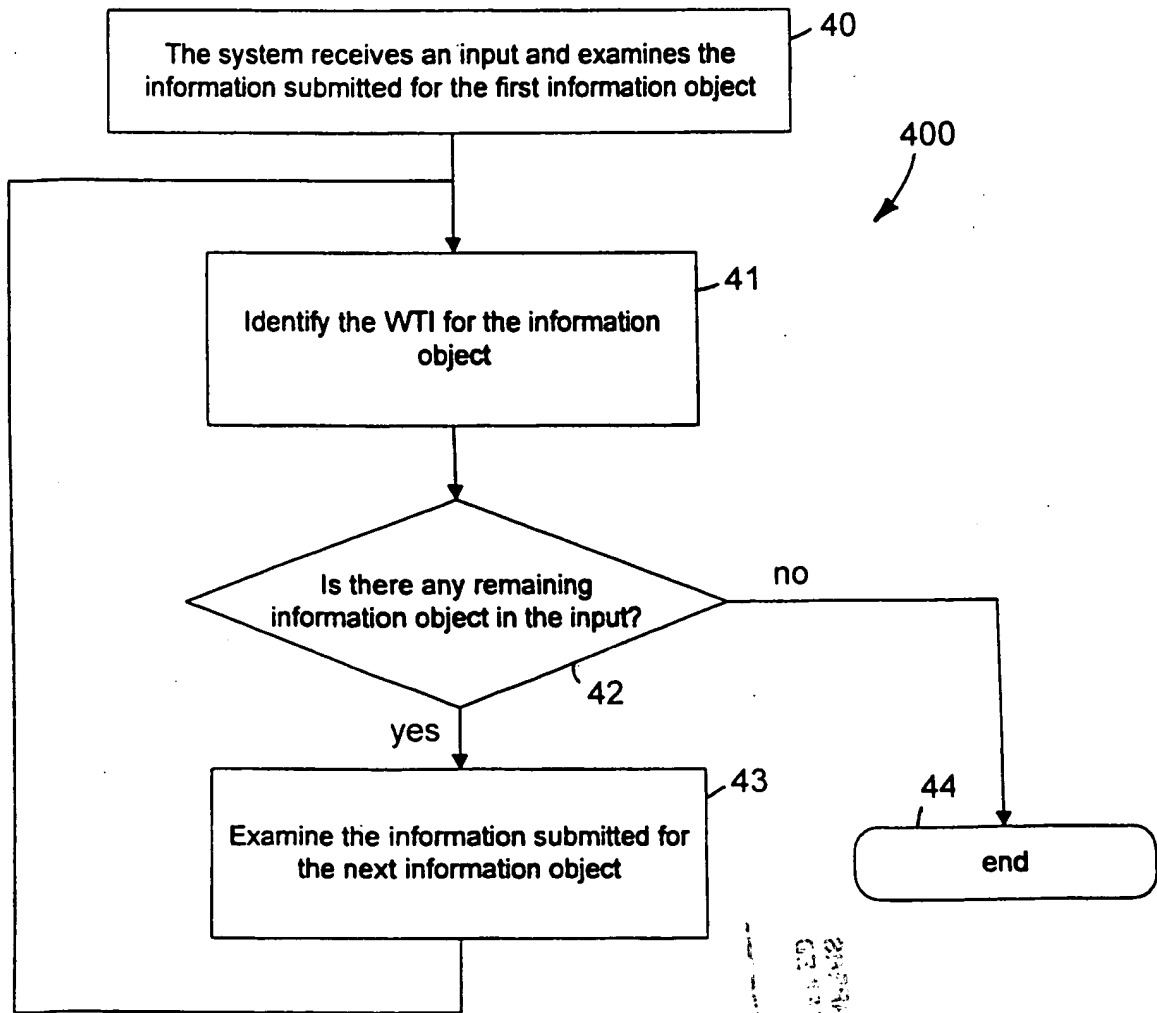 40
The system receives an input and examines the
information submitted for the first information object
400
41
Identify the WTI for the information
object
Is there any remaining
information object in the input?
no
42
yes
43
Examine the information submitted for
the next information object
44
end